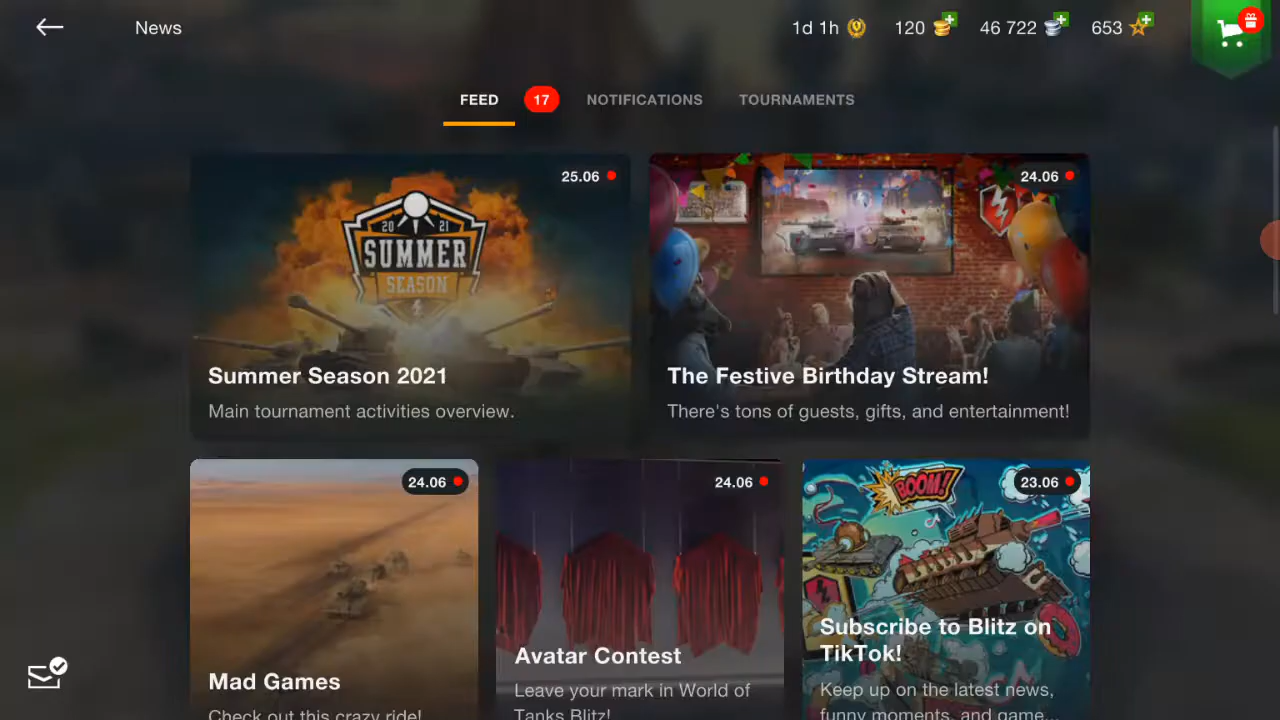 News
1d 1h
120
46 722
653
FEED
17
NOTIFICATIONS
TOURNAMENTS
25.06
20 21
SUMMER
SEASON
Summer Season 2021
Main tournament activities overview.
24.06
The Festive Birthday Stream!
There's tons of guests, gifts, and entertainment!
24.06
Mad Games
Check out this crazy ride!
24.06
Avatar Contest
Leave your mark in World of
Tanks Blitz!
23.06
BOOM!
Subscribe to Blitz on
TikTok!
Keep up on the latest news,
funny moments, and game...